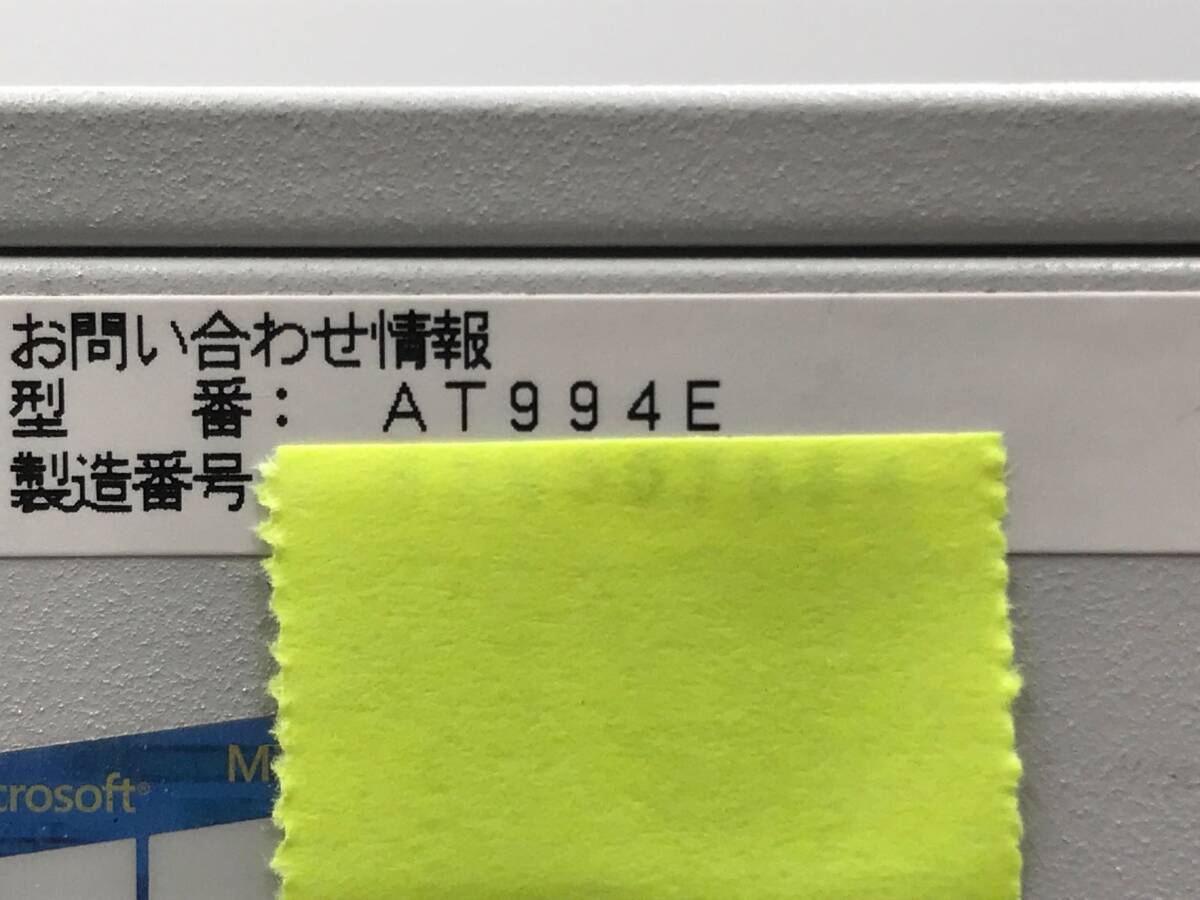 お問い合わせ情報
型 番： AT994E
製造番号
crosoft®